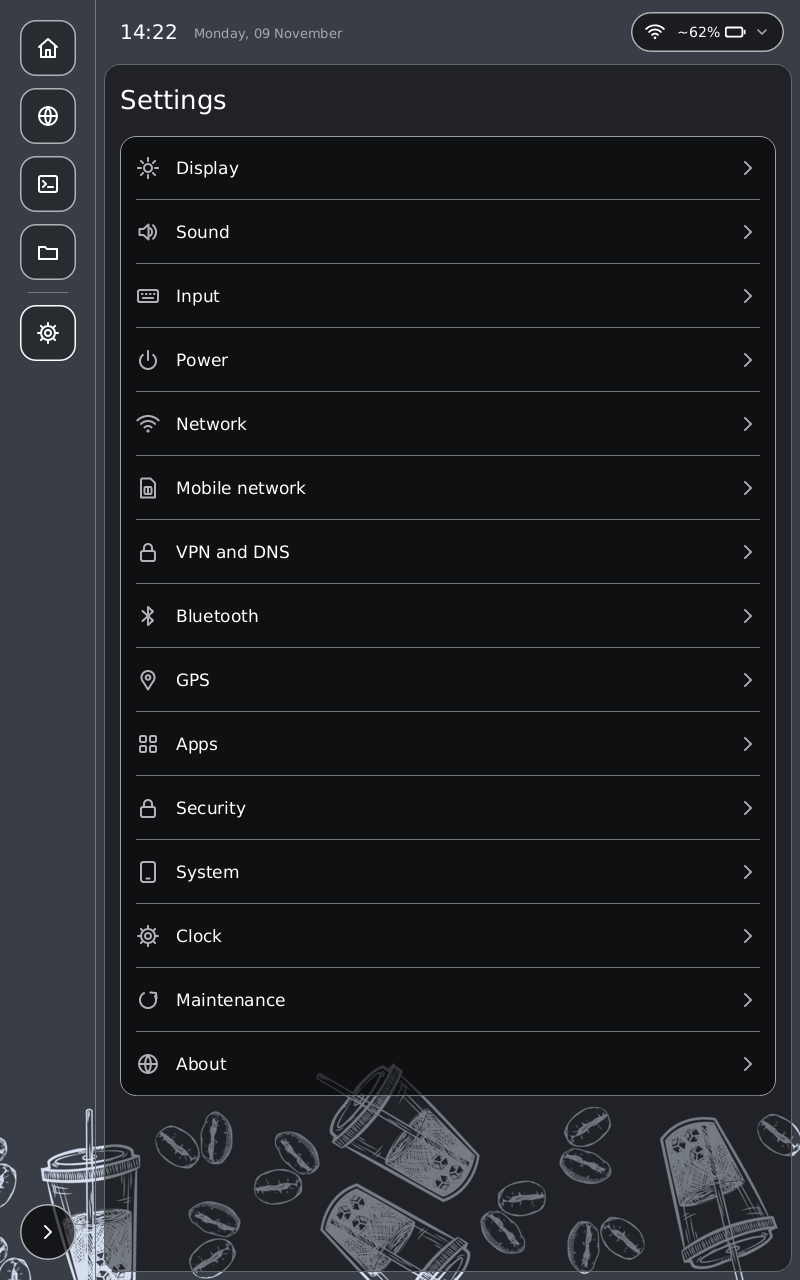 14:22 Monday, 09 November ~62%
Settings
Display
Sound
Input
Power
Network
Mobile network
VPN and DNS
Bluetooth
GPS
Apps
Security
System
Clock
Maintenance
About